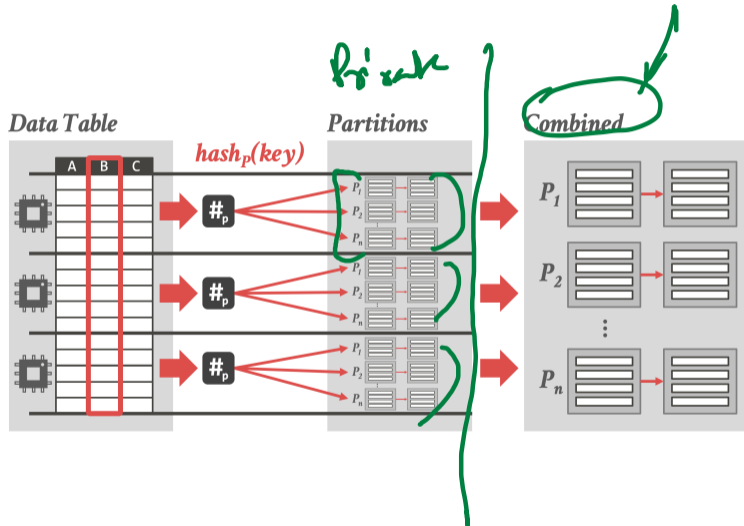 Private
Data Table
hash_P(key)
Partitions
Combined
A B C
#p
P1
P2
Pn
#p
P1
P2
Pn
#p
P1
P2
Pn
P1
P2
⋮
Pn